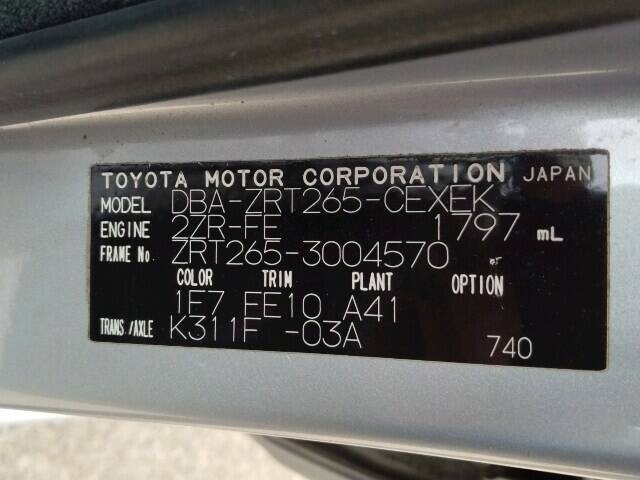 TOYOTA MOTOR CORPORATION JAPAN
MODEL DBA-ZRT265-CEXEK
ENGINE 2ZR-FE 1797 mL
FRAME No. ZRT265-3004570
COLOR TRIM PLANT OPTION
1F7 FE10 A41
TRANS./AXLE K311F -03A 740